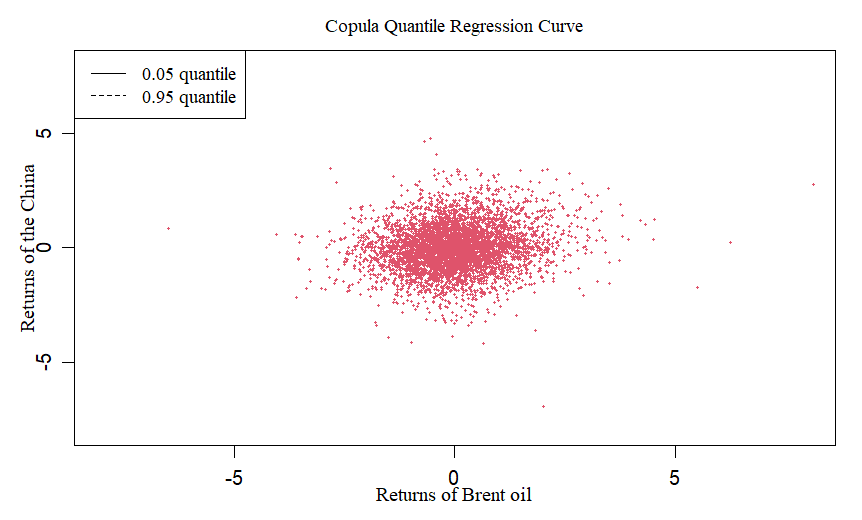 Copula Quantile Regression Curve
0.05 quantile
0.95 quantile
5
0
-5
Returns of the China
-5
0
5
Returns of Brent oil